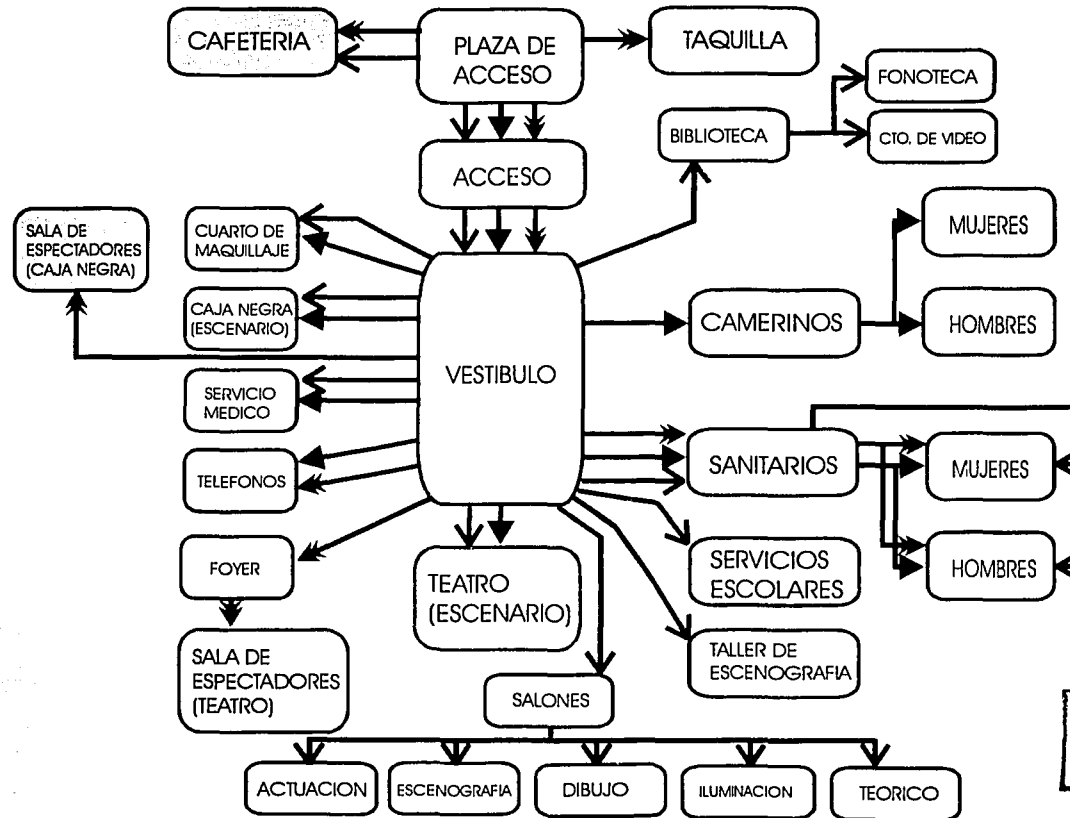 CAFETERIA
PLAZA DE
ACCESO
TAQUILLA
FONOTECA
BIBLIOTECA
CTO. DE VIDEO
ACCESO
SALA DE
ESPECTADORES
(CAJA NEGRA)
CUARTO DE
MAQUILLAJE
MUJERES
CAJA NEGRA
(ESCENARIO)
CAMERINOS
HOMBRES
VESTIBULO
SERVICIO
MEDICO
TELEFONOS
SANITARIOS
MUJERES
FOYER
TEATRO
(ESCENARIO)
SERVICIOS
ESCOLARES
HOMBRES
SALA DE
ESPECTADORES
(TEATRO)
TALLER DE
ESCENOGRAFIA
SALONES
ACTUACION
ESCENOGRAFIA
DIBUJO
ILUMINACION
TEORICO